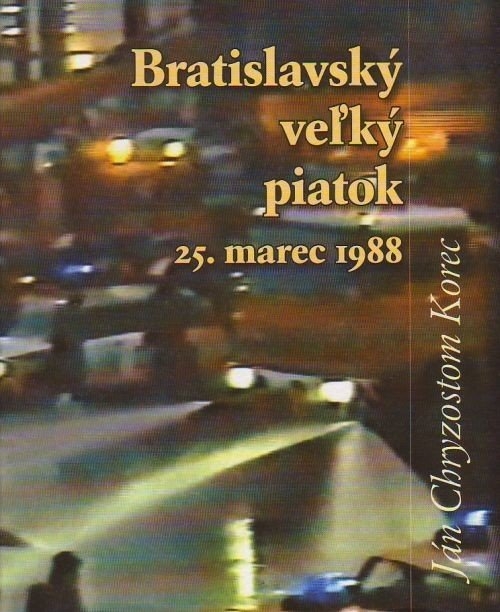 Bratislavský
veľký
piatok
25. marec 1988
Ján Chryzostom Korec